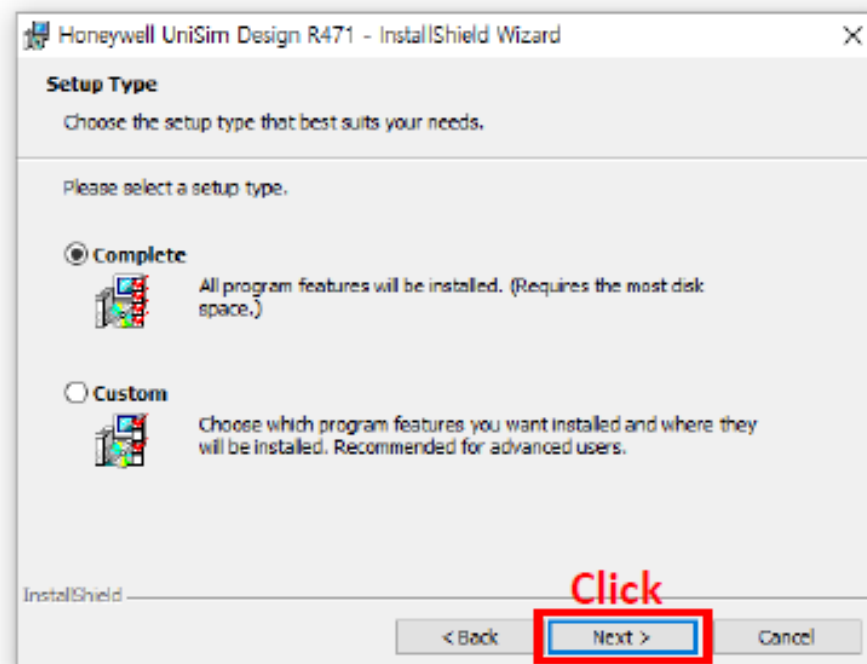 Honeywell UniSim Design R471 - InstallShield Wizard
Setup Type
Choose the setup type that best suits your needs.
Please select a setup type.
Complete
All program features will be installed. (Requires the most disk
space.)
Custom
Choose which program features you want installed and where they
will be installed. Recommended for advanced users.
Click
InstallShield
< Back
Next >
Cancel